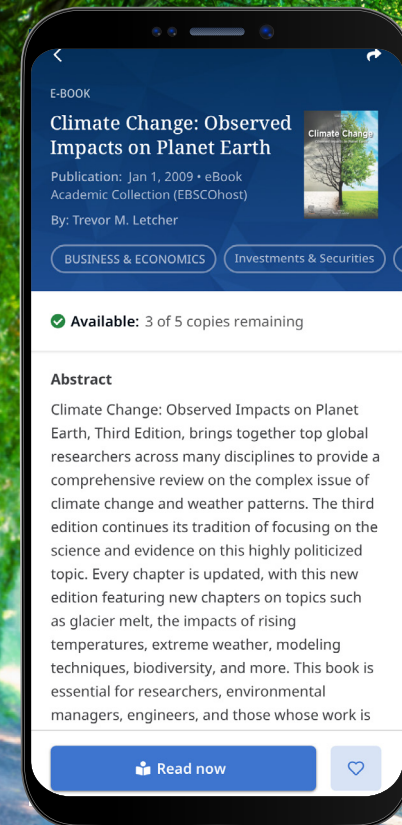 E-BOOK
Climate Change: Observed
Impacts on Planet Earth
Climate Change
Publication: Jan 1, 2009 • eBook
Academic Collection (EBSCOhost)
By: Trevor M. Letcher
BUSINESS & ECONOMICS
Investments & Securities
Available: 3 of 5 copies remaining
Abstract
Climate Change: Observed Impacts on Planet
Earth, Third Edition, brings together top global
researchers across many disciplines to provide a
comprehensive review on the complex issue of
climate change and weather patterns. The third
edition continues its tradition of focusing on the
science and evidence on this highly politicized
topic. Every chapter is updated, with this new
edition featuring new chapters on topics such
as glacier melt, the impacts of rising
temperatures, extreme weather, modeling
techniques, biodiversity, and more. This book is
essential for researchers, environmental
managers, engineers, and those whose work is
Read now